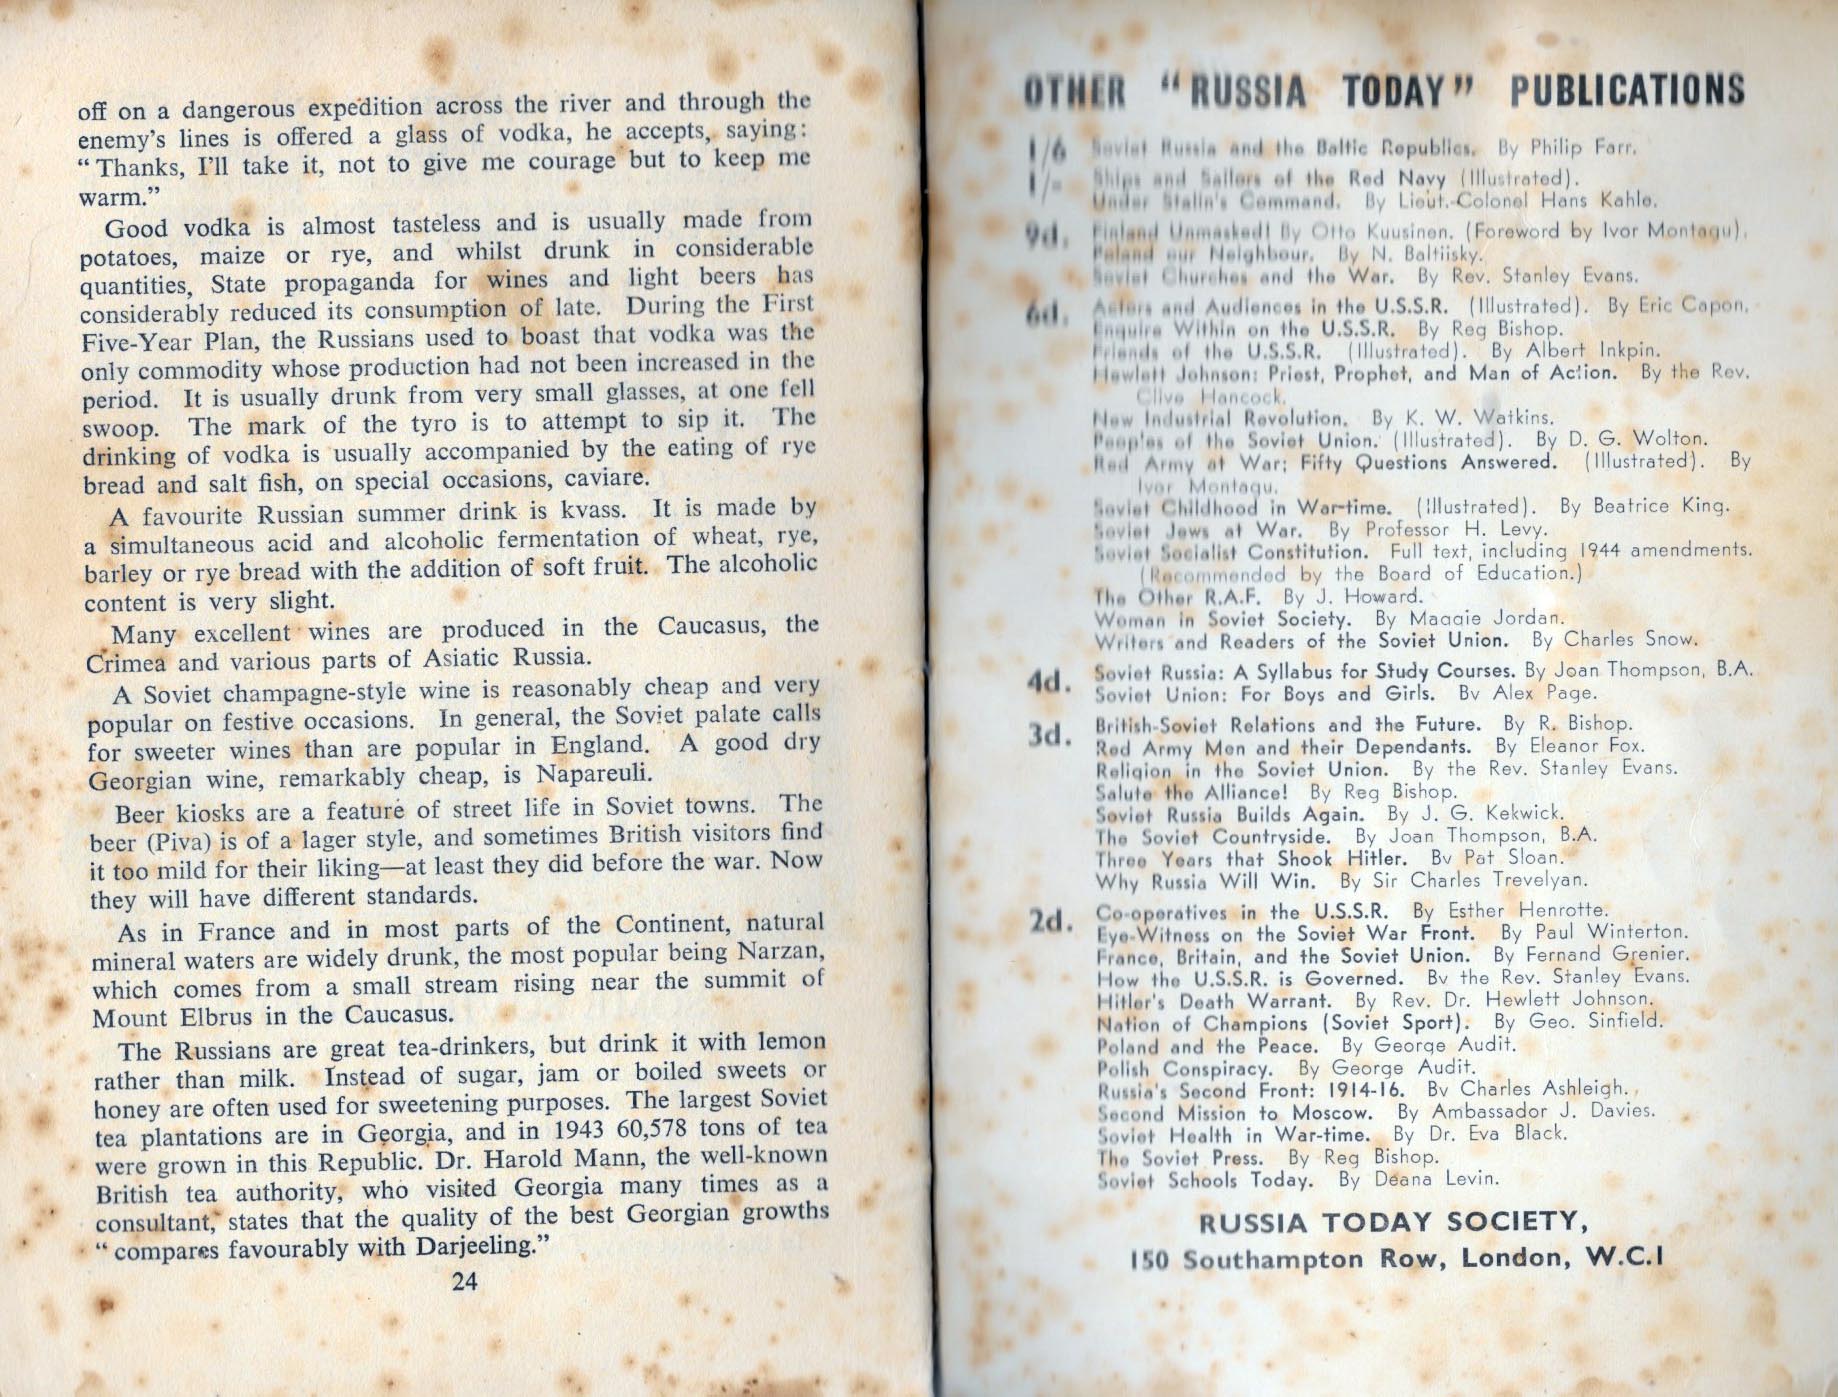 off on a dangerous expedition across the river and through the
enemy's lines is offered a glass of vodka, he accepts, saying:
“Thanks, I'll take it, not to give me courage but to keep me
warm.”
Good vodka is almost tasteless and is usually made from
potatoes, maize or rye, and whilst drunk in considerable
quantities, State propaganda for wines and light beers has
considerably reduced its consumption of late. During the First
Five-Year Plan, the Russians used to boast that vodka was the
only commodity whose production had not been increased in the
period. It is usually drunk from very small glasses, at one fell
swoop. The mark of the tyro is to attempt to sip it. The
drinking of vodka is usually accompanied by the eating of rye
bread and salt fish, on special occasions, caviare.
A favourite Russian summer drink is kvass. It is made by
a simultaneous acid and alcoholic fermentation of wheat, rye,
barley or rye bread with the addition of soft fruit. The alcoholic
content is very slight.
Many excellent wines are produced in the Caucasus, the
Crimea and various parts of Asiatic Russia.
A Soviet champagne-style wine is reasonably cheap and very
popular on festive occasions. In general, the Soviet palate calls
for sweeter wines than are popular in England. A good dry
Georgian wine, remarkably cheap, is Napareuli.
Beer kiosks are a feature of street life in Soviet towns. The
beer (Piva) is of a lager style, and sometimes British visitors find
it too mild for their liking—at least they did before the war. Now
they will have different standards.
As in France and in most parts of the Continent, natural
mineral waters are widely drunk, the most popular being Narzan,
which comes from a small stream rising near the summit of
Mount Elbrus in the Caucasus.
The Russians are great tea-drinkers, but drink it with lemon
rather than milk. Instead of sugar, jam or boiled sweets or
honey are often used for sweetening purposes. The largest Soviet
tea plantations are in Georgia, and in 1943 60,578 tons of tea
were grown in this Republic. Dr. Harold Mann, the well-known
British tea authority, who visited Georgia many times as a
consultant, states that the quality of the best Georgian growths
“compares favourably with Darjeeling.”
24
OTHER “RUSSIA TODAY” PUBLICATIONS
1/6 Soviet Russia and the Baltic Republics. By Philip Farr.
1/- Ships and Sailors of the Red Navy (Illustrated).
Under Stalin's Command. By Lieut.-Colonel Hans Kahle.
9d. Finland Unmasked! By Otto Kuusinen. (Foreword by Ivor Montagu).
Poland our Neighbour. By N. Baltiisky.
Soviet Churches and the War. By Rev. Stanley Evans.
6d. Actors and Audiences in the U.S.S.R. (Illustrated). By Eric Capon.
Enquire Within on the U.S.S.R. By Reg Bishop.
Friends of the U.S.S.R. (Illustrated). By Albert Inkpin.
Hewlett Johnson: Priest, Prophet, and Man of Action. By the Rev.
Clive Hancock.
New Industrial Revolution. By K. W. Watkins.
Peoples of the Soviet Union. (Illustrated). By D. G. Wolton.
Red Army at War: Fifty Questions Answered. (Illustrated). By
Ivor Montagu.
Soviet Childhood in War-time. (Illustrated). By Beatrice King.
Soviet Jews at War. By Professor H. Levy.
Soviet Socialist Constitution. Full text, including 1944 amendments.
(Recommended by the Board of Education.)
The Other R.A.F. By J. Howard.
Woman in Soviet Society. By Maggie Jordan.
Writers and Readers of the Soviet Union. By Charles Snow.
4d. Soviet Russia: A Syllabus for Study Courses. By Joan Thompson, B.A.
Soviet Union: For Boys and Girls. By Alex Page.
3d. British-Soviet Relations and the Future. By R. Bishop.
Red Army Men and their Dependants. By Eleanor Fox.
Religion in the Soviet Union. By the Rev. Stanley Evans.
Salute the Alliance! By Reg Bishop.
Soviet Russia Builds Again. By J. G. Kekwick.
The Soviet Countryside. By Joan Thompson, B.A.
Three Years that Shook Hitler. By Pat Sloan.
Why Russia Will Win. By Sir Charles Trevelyan.
2d. Co-operatives in the U.S.S.R. By Esther Henrotte.
Eye-Witness on the Soviet War Front. By Paul Winterton.
France, Britain, and the Soviet Union. By Fernand Grenier.
How the U.S.S.R. is Governed. By the Rev. Stanley Evans.
Hitler's Death Warrant. By Rev. Dr. Hewlett Johnson.
Nation of Champions (Soviet Sport). By Geo. Sinfield.
Poland and the Peace. By George Audit.
Polish Conspiracy. By George Audit.
Russia's Second Front: 1914-16. By Charles Ashleigh.
Second Mission to Moscow. By Ambassador J. Davies.
Soviet Health in War-time. By Dr. Eva Black.
The Soviet Press. By Reg Bishop.
Soviet Schools Today. By Deana Levin.
RUSSIA TODAY SOCIETY,
150 Southampton Row, London, W.C.1